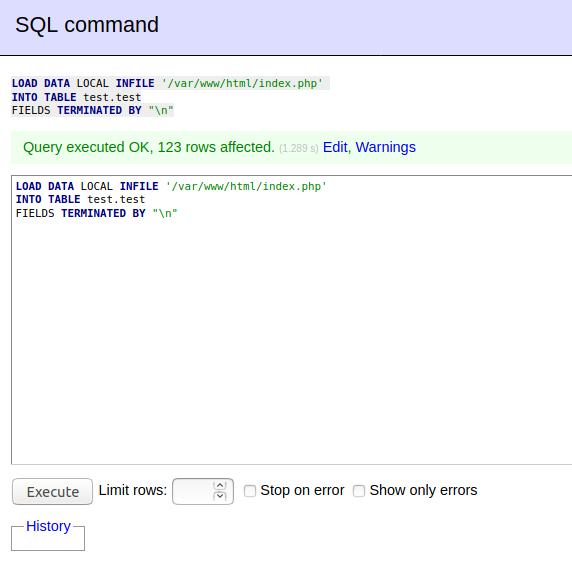 SQL command
LOAD DATA LOCAL INFILE '/var/www/html/index.php'
INTO TABLE test.test
FIELDS TERMINATED BY "\n"
Query executed OK, 123 rows affected. (1.289 s) Edit, Warnings
LOAD DATA LOCAL INFILE '/var/www/html/index.php'
INTO TABLE test.test
FIELDS TERMINATED BY "\n"
Execute Limit rows: Stop on error Show only errors
History